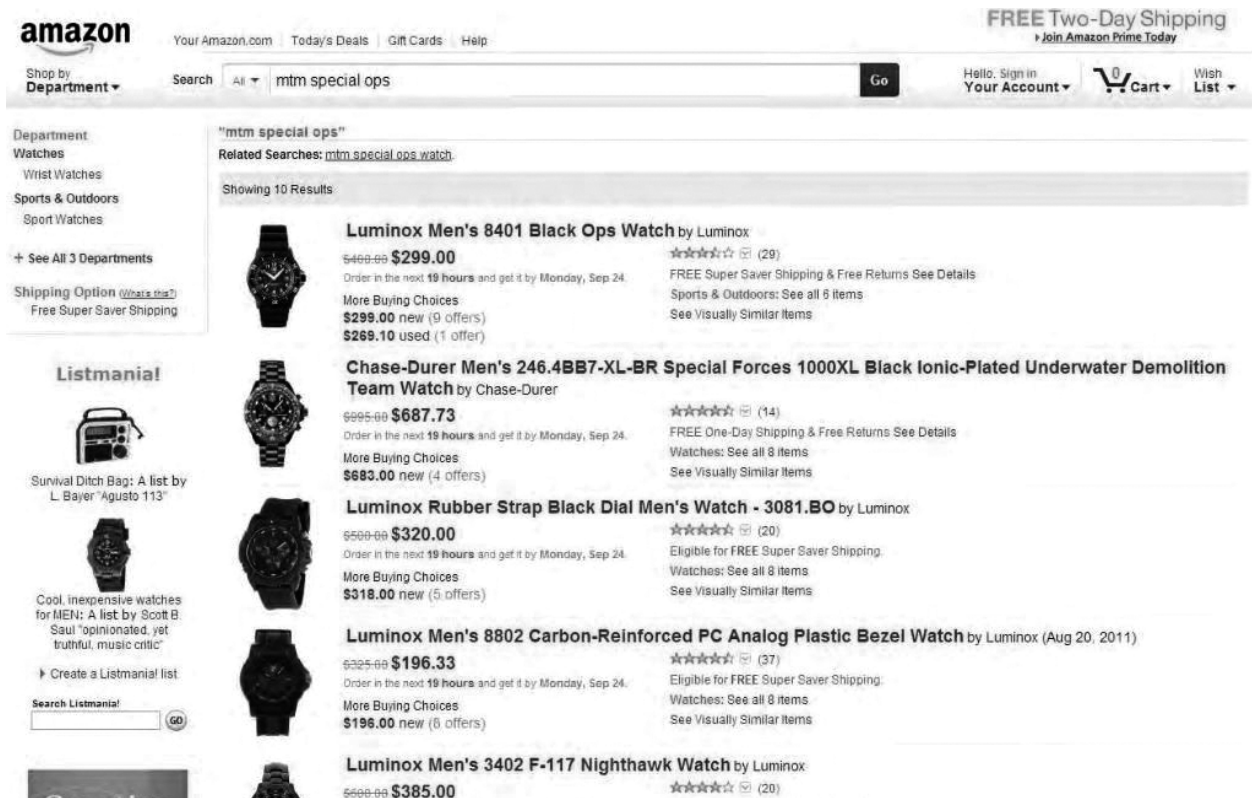 amazon
Your Amazon.com Today's Deals Gift Cards Help
FREE Two-Day Shipping
Join Amazon Prime Today
Shop by
Department
Search All mtm special ops Go
Hello, Sign in
Your Account
0
Cart
Wish
List
Department
Watches
Wrist Watches
Sports & Outdoors
Sport Watches
+ See All 3 Departments
Shipping Option (What's this?)
Free Super Saver Shipping
Listmania!
Survival Ditch Bag: A list by
L. Bayer "Agusto 113"
Cool, inexpensive watches
for MEN: A list by Scott B.
Saul "opinionated, yet
truthful, music critic"
Create a Listmania! list
Search Listmania!
GO
"mtm special ops"
Related Searches: mtm special ops watch.
Showing 10 Results
Luminox Men's 8401 Black Ops Watch by Luminox
$299.00
Order in the next 19 hours and get it by Monday, Sep 24.
More Buying Choices
$299.00 new (9 offers)
$269.10 used (1 offer)
(29)
FREE Super Saver Shipping & Free Returns See Details
Sports & Outdoors: See all 6 items
See Visually Similar Items
Chase-Durer Men's 246.4BB7-XL-BR Special Forces 1000XL Black Ionic-Plated Underwater Demolition
Team Watch by Chase-Durer
$995.00 $687.73
Order in the next 19 hours and get it by Monday, Sep 24.
More Buying Choices
$683.00 new (4 offers)
(14)
FREE One-Day Shipping & Free Returns See Details
Watches: See all 8 items
See Visually Similar Items
Luminox Rubber Strap Black Dial Men's Watch - 3081.BO by Luminox
$500.00 $320.00
Order in the next 19 hours and get it by Monday, Sep 24.
More Buying Choices
$318.00 new (5 offers)
(20)
Eligible for FREE Super Saver Shipping.
Watches: See all 8 items
See Visually Similar Items
Luminox Men's 8802 Carbon-Reinforced PC Analog Plastic Bezel Watch by Luminox (Aug 20, 2011)
$325.00 $196.33
Order in the next 19 hours and get it by Monday, Sep 24.
More Buying Choices
$196.00 new (6 offers)
(37)
Eligible for FREE Super Saver Shipping.
Watches: See all 8 items
See Visually Similar Items
Luminox Men's 3402 F-117 Nighthawk Watch by Luminox
$385.00
(20)